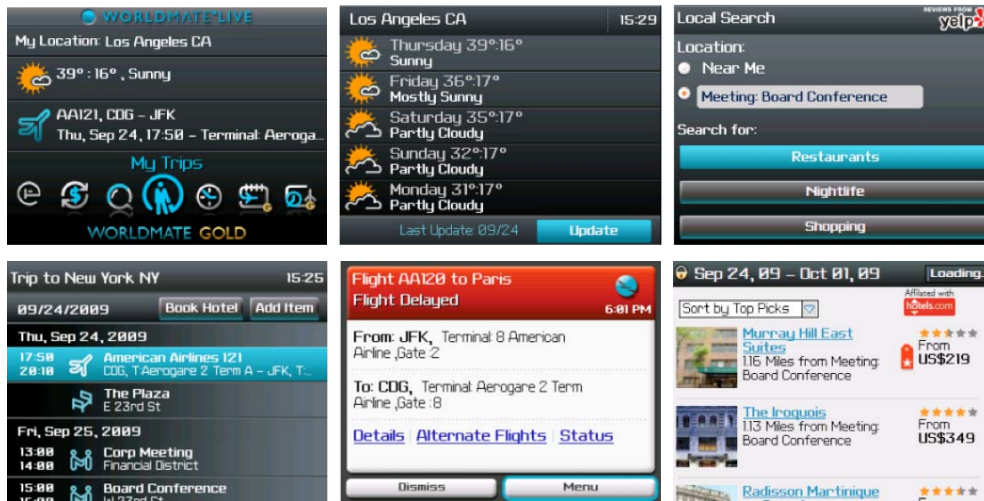 WORLDMATE LIVE
My Location: Los Angeles CA
39° : 16° , Sunny
AA121, CDG - JFK
Thu, Sep 24, 17:50 - Terminal: Aeroga...
My Trips
WORLDMATE GOLD
Los Angeles CA 15:29
Thursday 39°:16°
Sunny
Friday 36°:17°
Mostly Sunny
Saturday 35°:17°
Partly Cloudy
Sunday 32°:17°
Partly Cloudy
Monday 31°:17°
Partly Cloudy
Last Update: 09/24 Update
Local Search REVIEWS FROM yelp
Location:
Near Me
Meeting: Board Conference
Search for:
Restaurants
Nightlife
Shopping
Trip to New York NY 15:25
09/24/2009 Book Hotel Add Item
Thu, Sep 24, 2009
17:50 American Airlines 121
20:10 CDG, T:Aerogare 2 Term A - JFK, T:...
The Plaza
E 23rd St
Fri, Sep 25, 2009
13:00 Corp Meeting
14:00 Financial District
15:00 Board Conference
Flight AA120 to Paris
Flight Delayed 6:01 PM
From: JFK, Terminal: 8 American
Airline ,Gate :2
To: CDG, Terminal: Aerogare 2 Term
Airline ,Gate :8
Details Alternate Flights Status
Dismiss Menu
Sep 24, 09 - Oct 01, 09 Loading.
Affiliated with
Sort by Top Picks hotels.com
Murray Hill East
Suites From
1.16 Miles from Meeting: US$219
Board Conference
The Iroquois
1.13 Miles from Meeting: From
Board Conference US$349
Radisson Martinique